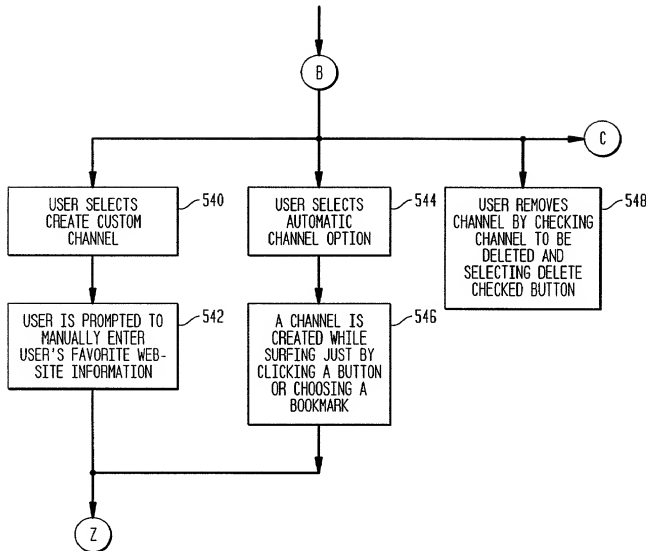 B
C
USER SELECTS
CREATE CUSTOM
CHANNEL
540
USER SELECTS
AUTOMATIC
CHANNEL OPTION
544
USER REMOVES
CHANNEL BY CHECKING
CHANNEL TO BE
DELETED AND
SELECTING DELETE
CHECKED BUTTON
548
USER IS PROMPTED TO
MANUALLY ENTER
USER'S FAVORITE WEB-
SITE INFORMATION
542
A CHANNEL IS
CREATED WHILE
SURFING JUST BY
CLICKING A BUTTON
OR CHOOSING A
BOOKMARK
546
Z